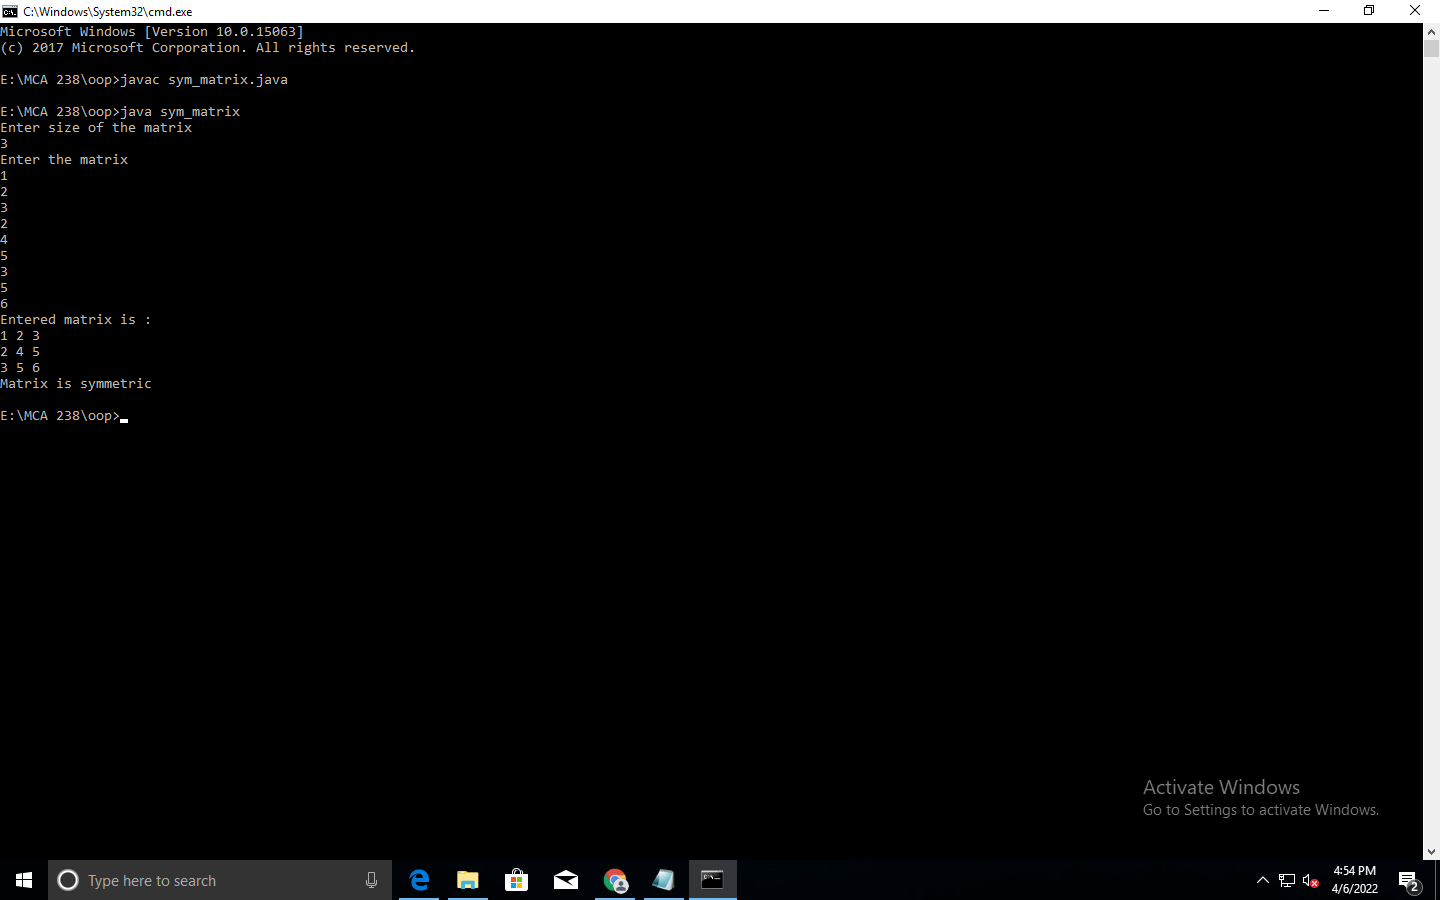 C:\Windows\System32\cmd.exe
Microsoft Windows [Version 10.0.15063]
(c) 2017 Microsoft Corporation. All rights reserved.
E:\MCA 238\oop>javac sym_matrix.java
E:\MCA 238\oop>java sym_matrix
Enter size of the matrix
3
Enter the matrix
1
2
3
2
4
5
3
5
6
Entered matrix is :
1 2 3
2 4 5
3 5 6
Matrix is symmetric
E:\MCA 238\oop>
Activate Windows
Go to Settings to activate Windows.
Type here to search
4:54 PM
4/6/2022
2